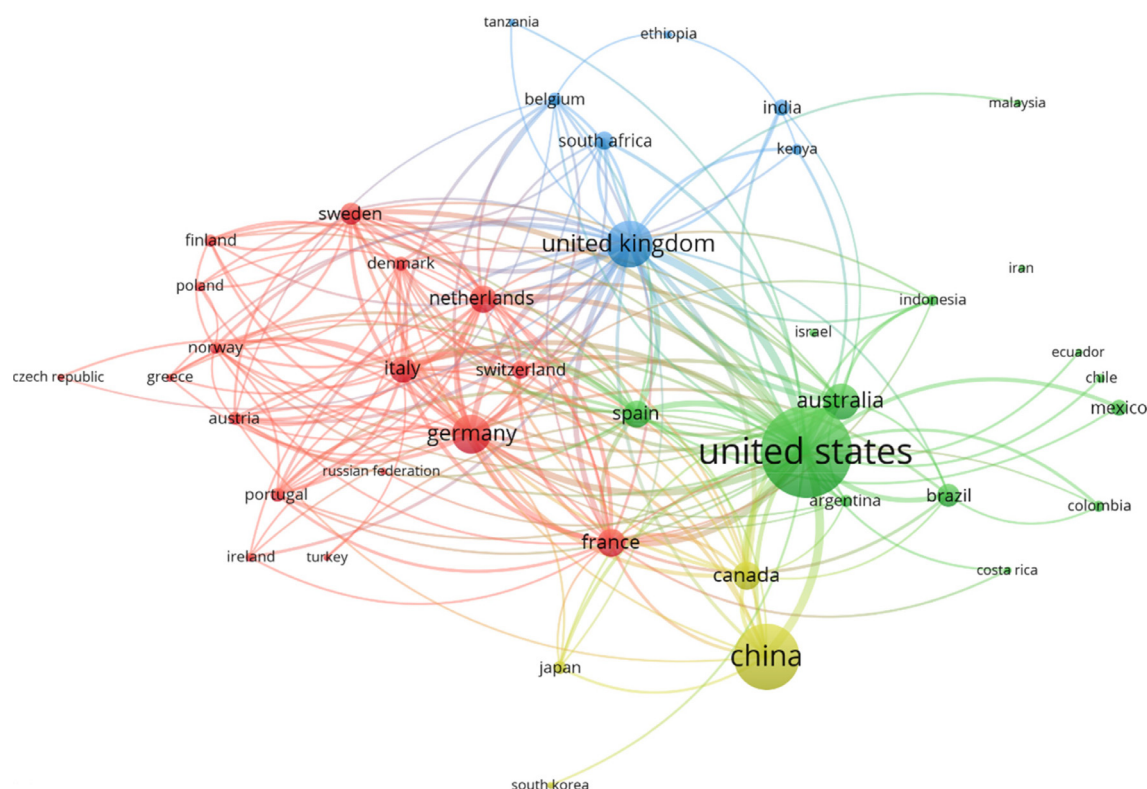 tanzania
ethiopia
belgium
india
malaysia
south africa
kenya
sweden
finland
united kingdom
denmark
iran
poland
netherlands
indonesia
israel
norway
ecuador
czech republic
greece
italy
switzerland
chile
australia
mexico
spain
austria
germany
united states
russian federation
portugal
argentina
brazil
colombia
france
ireland
turkey
canada
costa rica
china
japan
south korea